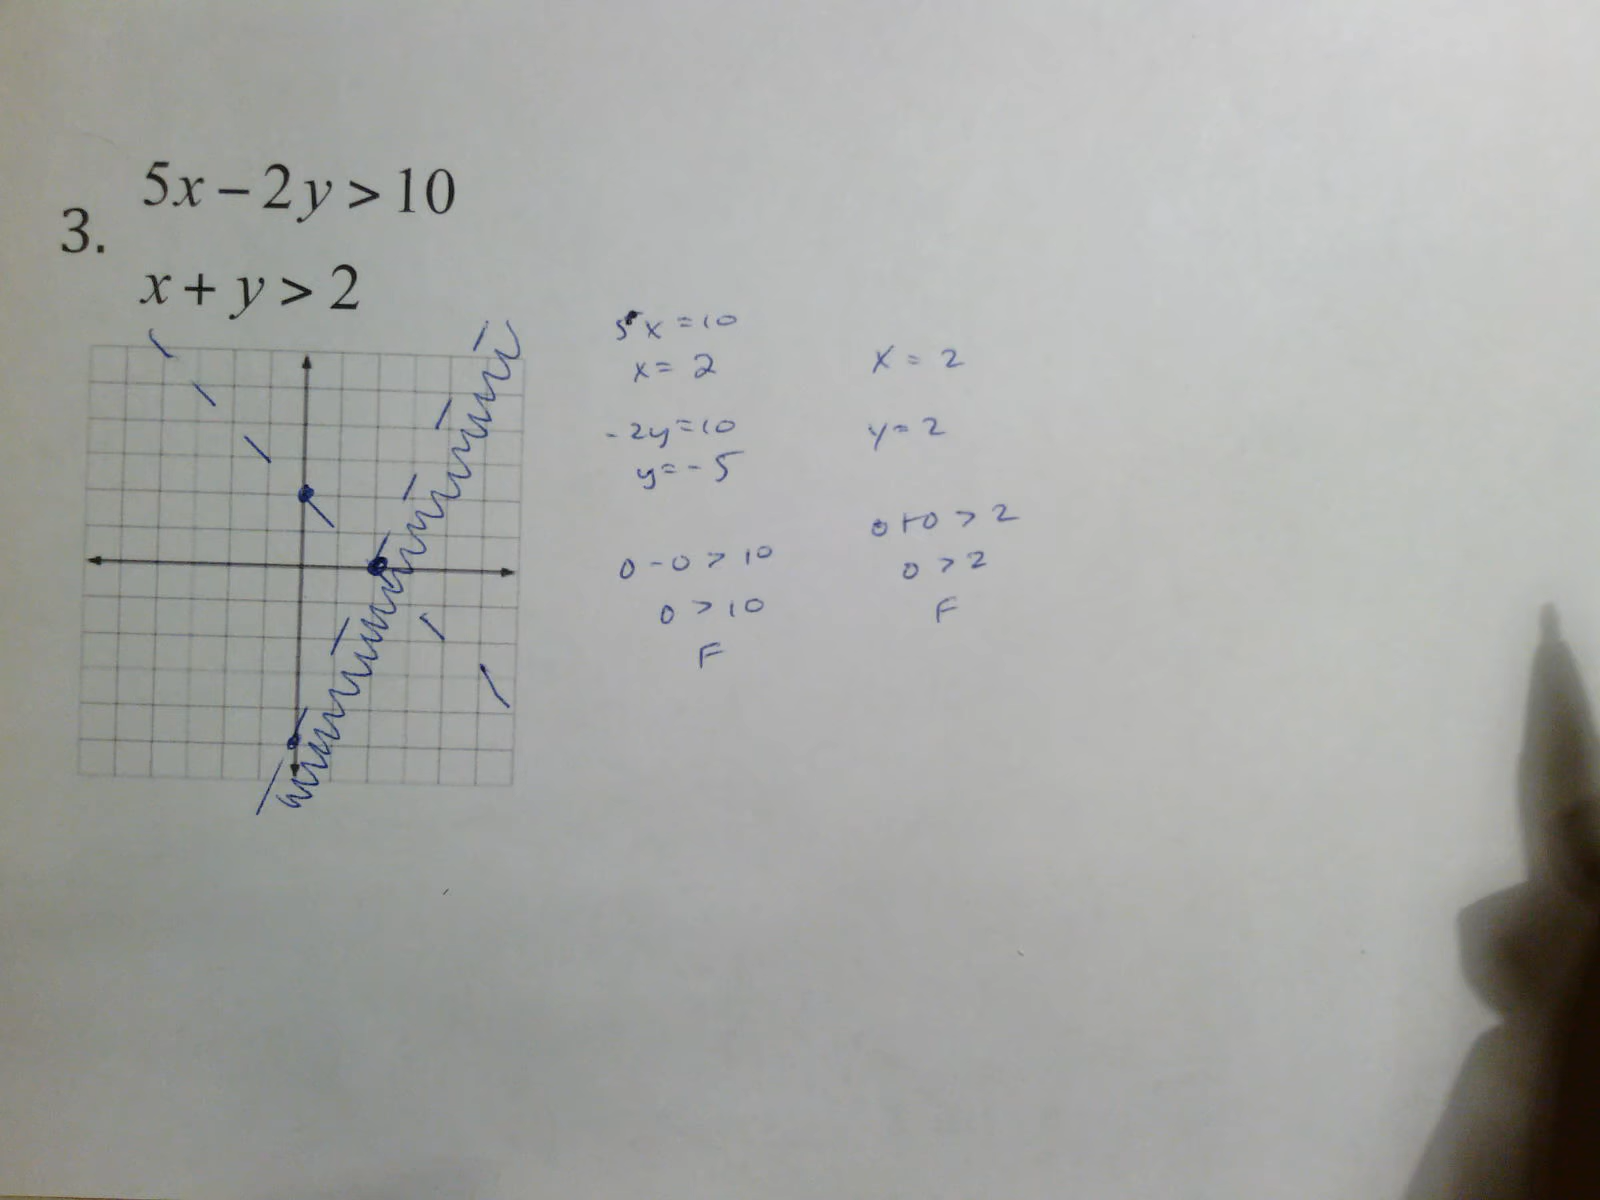 3.
5x − 2y > 10
x + y > 2
5x = 10
x = 2
-2y = 10
y = -5
0 - 0 > 10
0 > 10
F
x = 2
y = 2
0 + 0 > 2
0 > 2
F